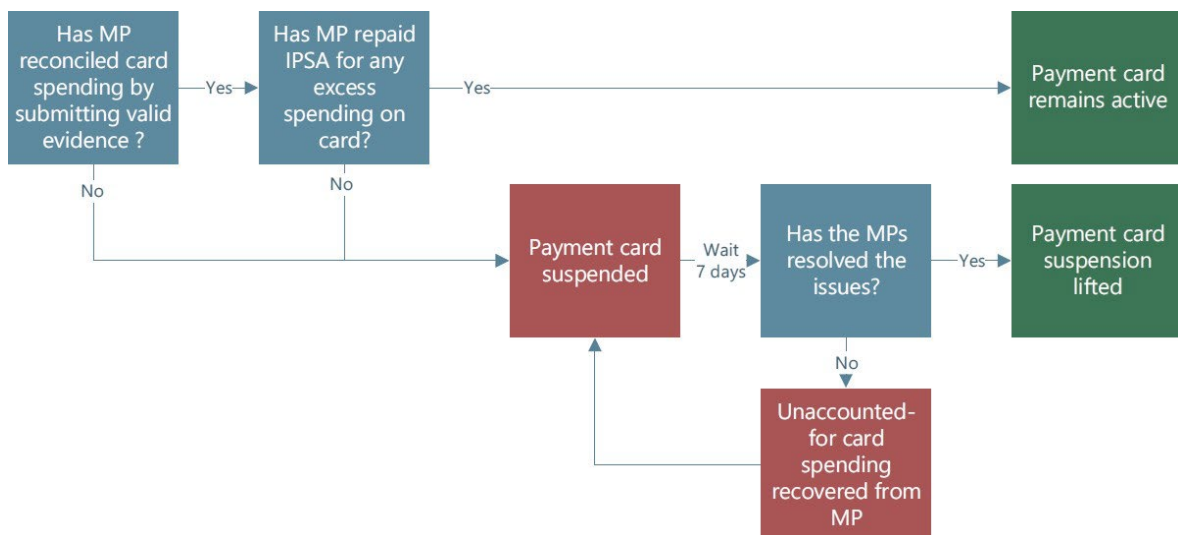 Has MP
reconciled card
spending by
submitting valid
evidence ?
Yes
Has MP repaid
IPSA for any
excess
spending on
card?
Yes
Payment card
remains active
No
No
Payment card
suspended
Wait
7 days
Has the MPs
resolved the
issues?
Yes
Payment card
suspension
lifted
No
Unaccounted-
for card
spending
recovered from
MP